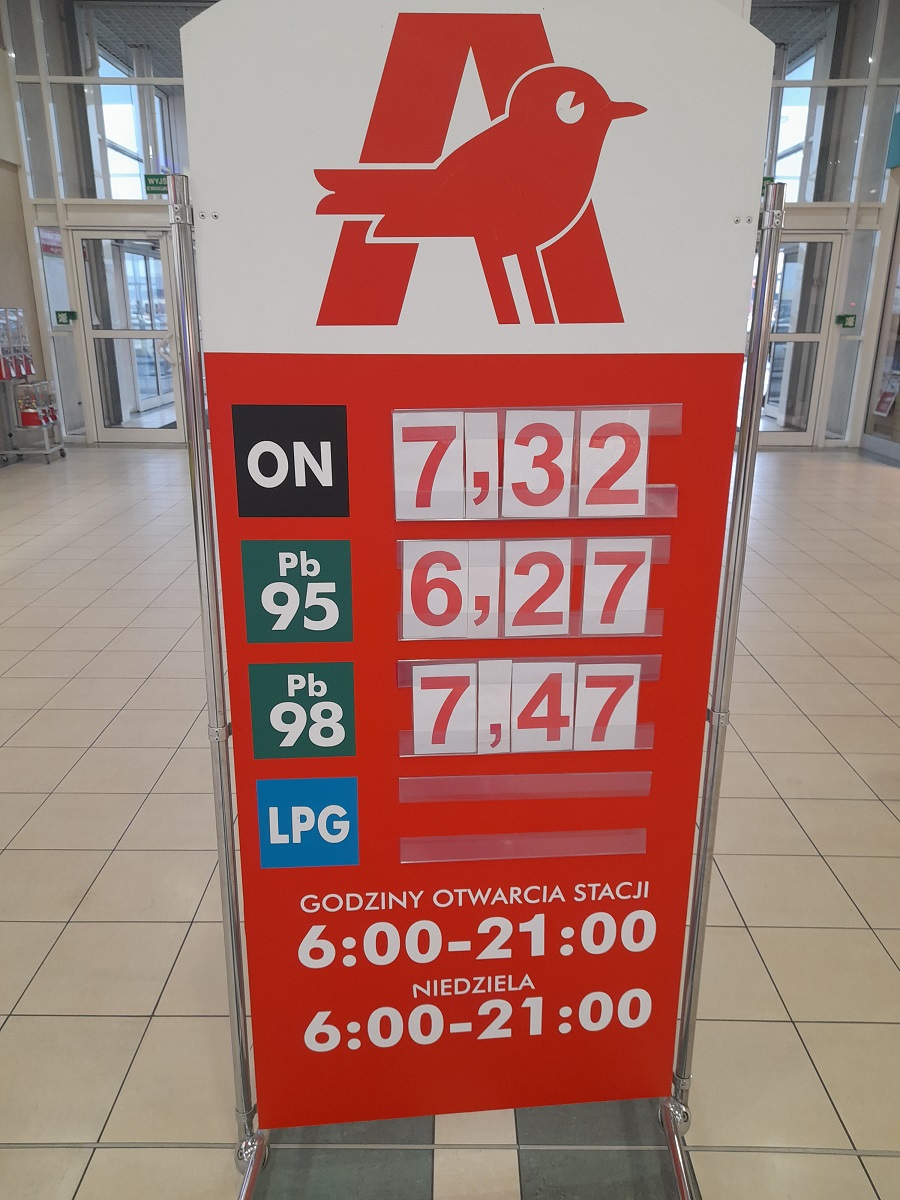 A
ON 7,32
Pb
95 6,27
Pb
98 7,47
LPG
GODZINY OTWARCIA STACJI
6:00-21:00
NIEDZIELA
6:00-21:00